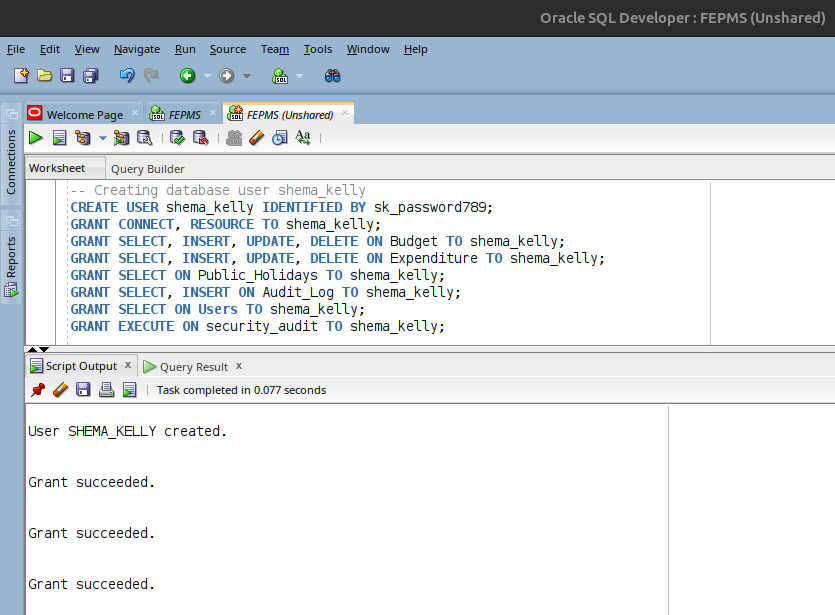 Oracle SQL Developer : FEPMS (Unshared)
File Edit View Navigate Run Source Team Tools Window Help
Welcome Page FEPMS FEPMS (Unshared)
Connections
Reports
Worksheet Query Builder
-- Creating database user shema_kelly
CREATE USER shema_kelly IDENTIFIED BY sk_password789;
GRANT CONNECT, RESOURCE TO shema_kelly;
GRANT SELECT, INSERT, UPDATE, DELETE ON Budget TO shema_kelly;
GRANT SELECT, INSERT, UPDATE, DELETE ON Expenditure TO shema_kelly;
GRANT SELECT ON Public_Holidays TO shema_kelly;
GRANT SELECT, INSERT ON Audit_Log TO shema_kelly;
GRANT SELECT ON Users TO shema_kelly;
GRANT EXECUTE ON security_audit TO shema_kelly;
Script Output x Query Result x
Task completed in 0.077 seconds
User SHEMA_KELLY created.
Grant succeeded.
Grant succeeded.
Grant succeeded.